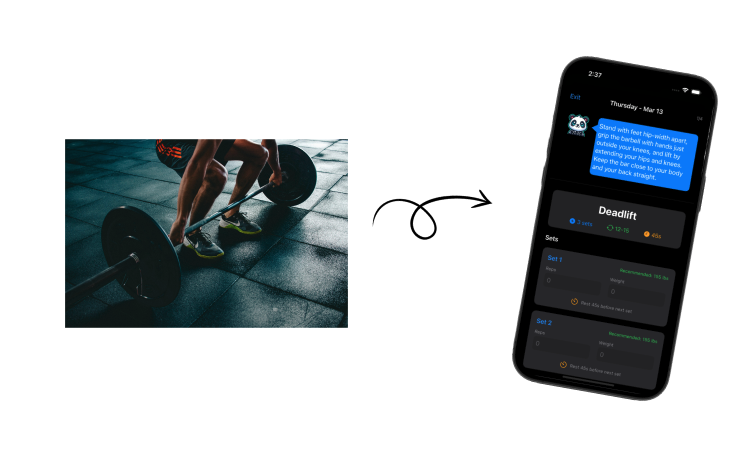 2:37
Exit
Thursday - Mar 13
Stand with feet hip-width apart,
grip the barbell with hands just
outside your knees, and lift by
extending your hips and knees.
Keep the bar close to your body
and your back straight.
Deadlift
3 sets
12-15
45s
Sets
Set 1
Recommended: 165 lbs
Reps
Weight
0
0
Rest 45s before next set
Set 2
Recommended: 165 lbs
Reps
Weight
0
0
Rest 45s before next set